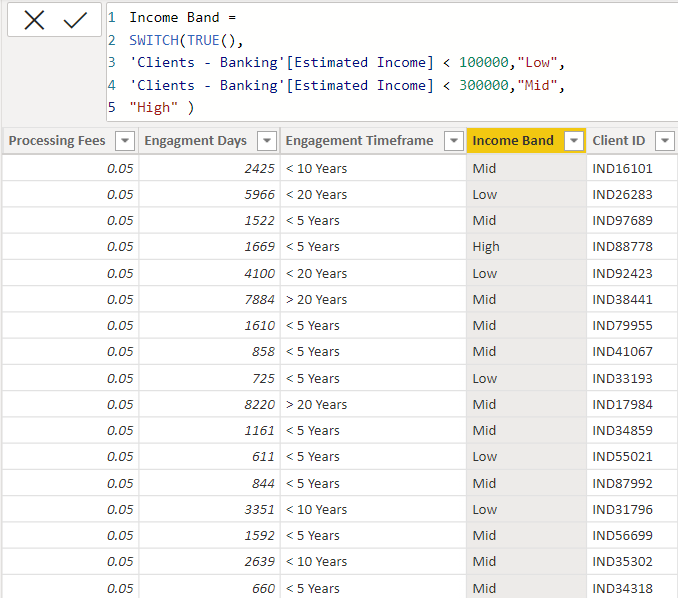 1 Income Band =
2 SWITCH(TRUE(),
3 'Clients - Banking'[Estimated Income] < 100000,"Low",
4 'Clients - Banking'[Estimated Income] < 300000,"Mid",
5 "High" )
Processing Fees Engagment Days Engagement Timeframe Income Band Client ID
0.05 2425 < 10 Years Mid IND16101
0.05 5966 < 20 Years Low IND26283
0.05 1522 < 5 Years Mid IND97689
0.05 1669 < 5 Years High IND88778
0.05 4100 < 20 Years Low IND92423
0.05 7884 > 20 Years Mid IND38441
0.05 1610 < 5 Years Mid IND79955
0.05 858 < 5 Years Mid IND41067
0.05 725 < 5 Years Low IND33193
0.05 8220 > 20 Years Mid IND17984
0.05 1161 < 5 Years Mid IND34859
0.05 611 < 5 Years Low IND55021
0.05 844 < 5 Years Mid IND87992
0.05 3351 < 10 Years Low IND31796
0.05 1592 < 5 Years Mid IND56699
0.05 2639 < 10 Years Mid IND35302
0.05 660 < 5 Years Mid IND34318